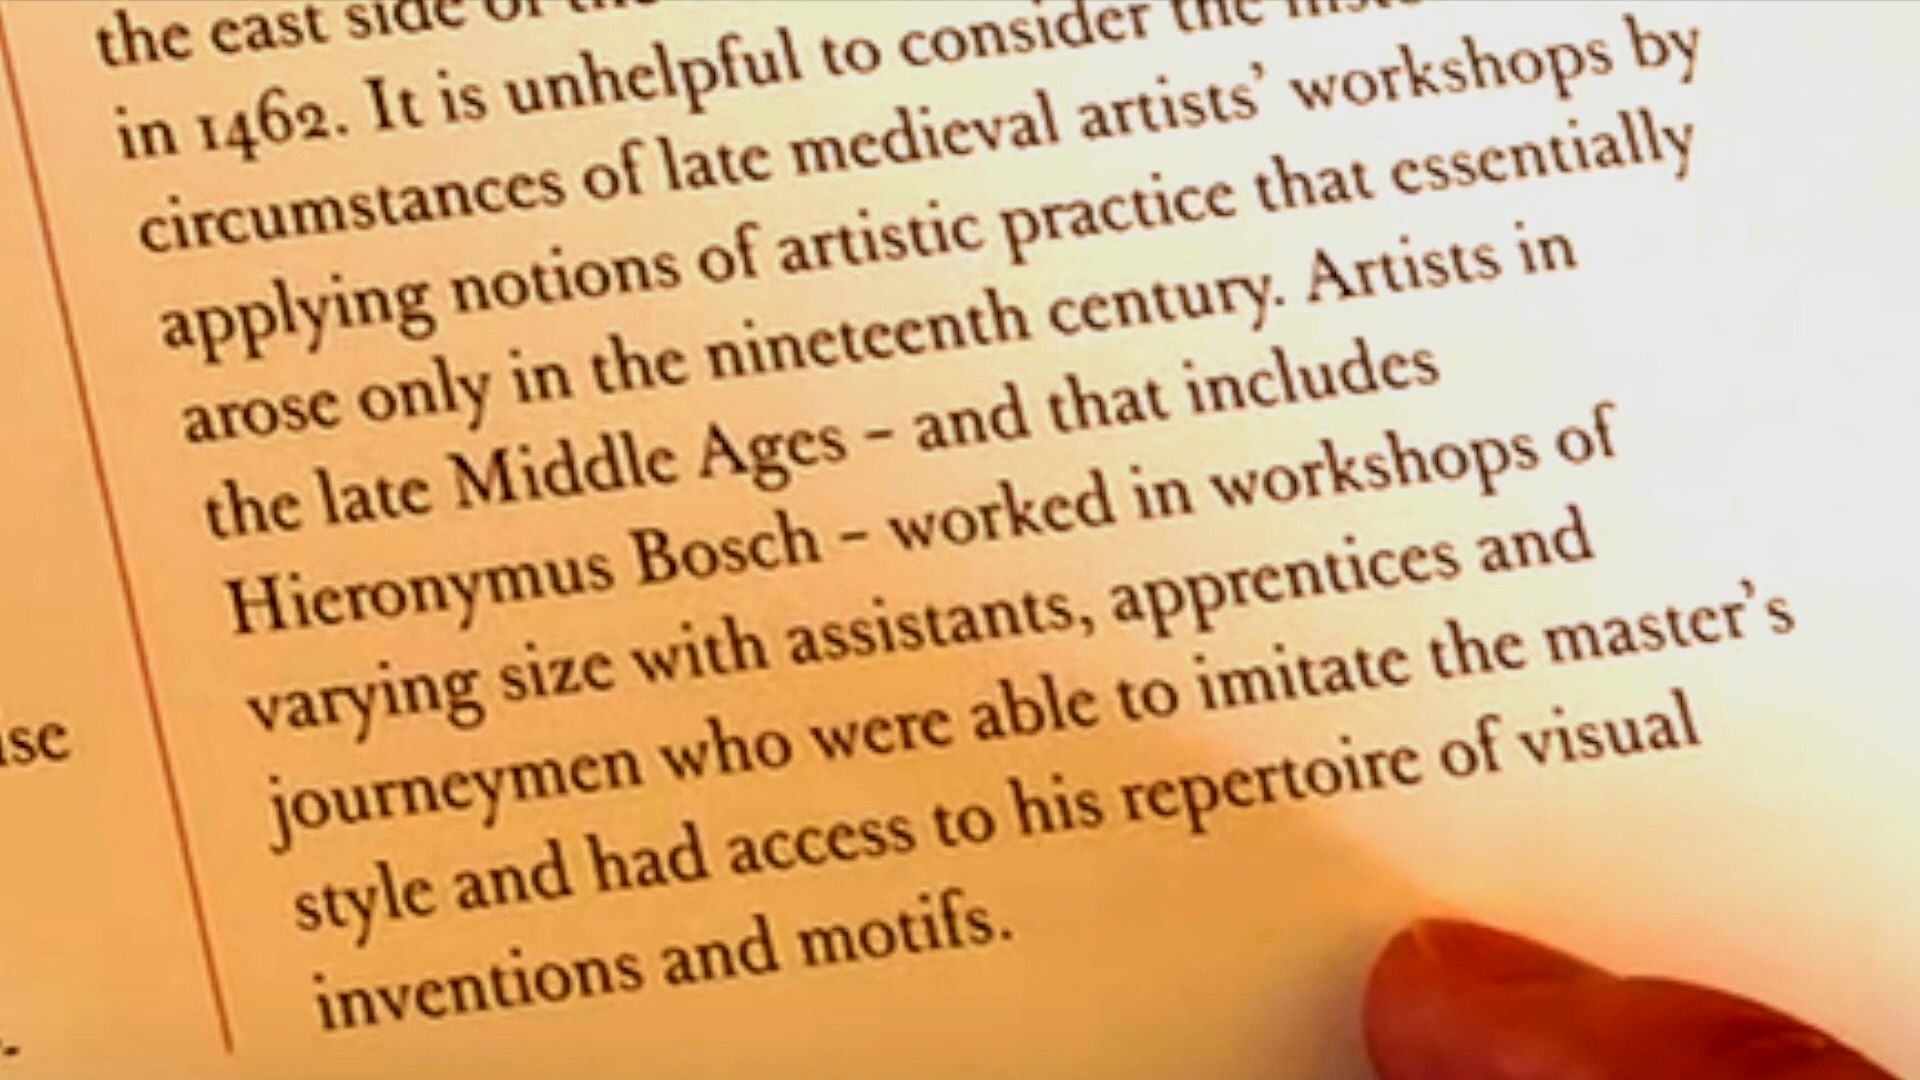 the east side of the
in 1462. It is unhelpful to consider the
circumstances of late medieval artists’ workshops by
applying notions of artistic practice that essentially
arose only in the nineteenth century. Artists in
the late Middle Ages – and that includes
Hieronymus Bosch – worked in workshops of
varying size with assistants, apprentices and
journeymen who were able to imitate the master’s
style and had access to his repertoire of visual
inventions and motifs.